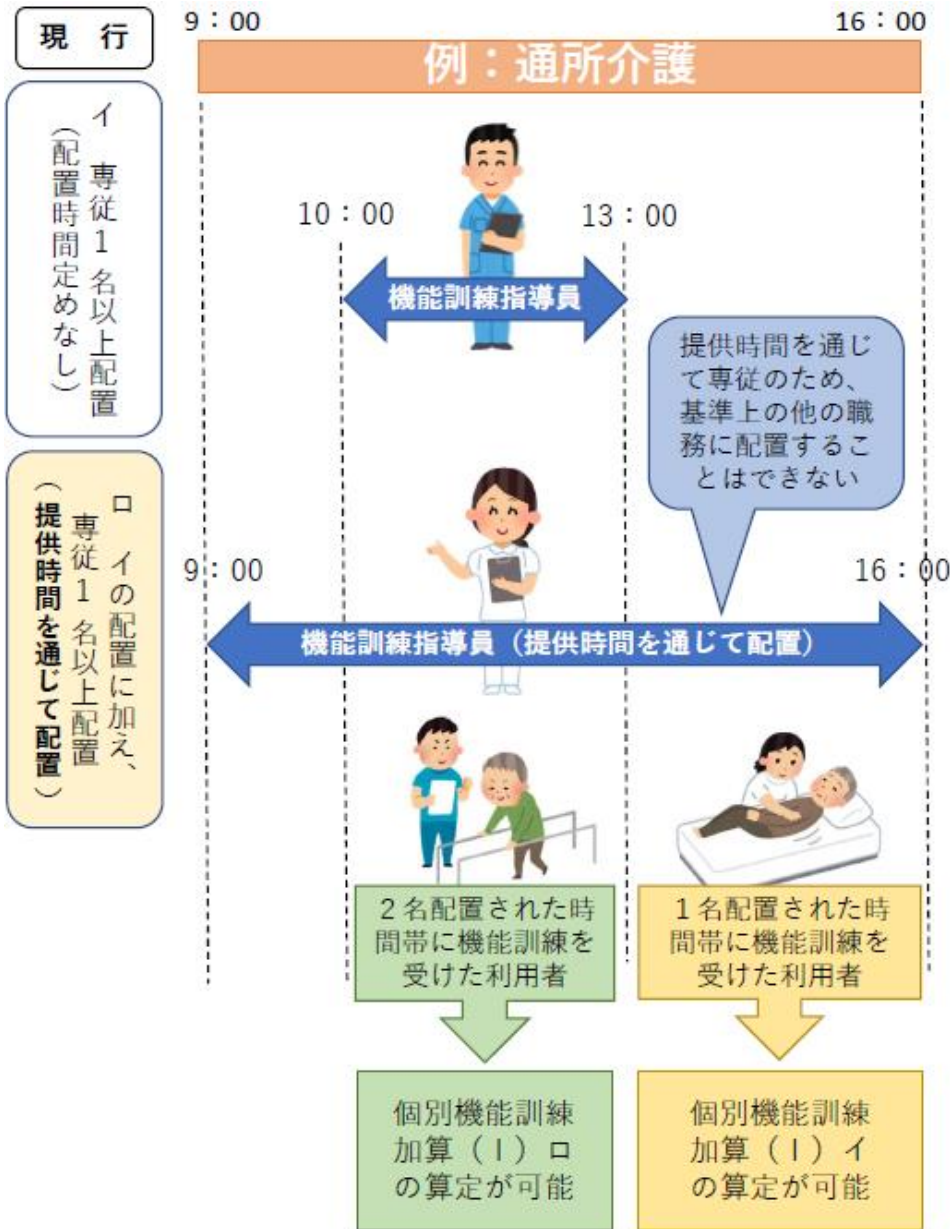 現　行
9：00
16：00
例：通所介護
イ　専従1名以上配置
（配置時間定めなし）
10：00
13：00
機能訓練指導員
提供時間を通じ
て専従のため、
基準上の他の職
務に配置するこ
とはできない
ロ　イの配置に加え、
専従1名以上配置
（提供時間を通じて配置）
9：00
16：00
機能訓練指導員（提供時間を通じて配置）
2名配置された時
間帯に機能訓練を
受けた利用者
1名配置された時
間帯に機能訓練を
受けた利用者
個別機能訓練
加算（Ⅰ）ロ
の算定が可能
個別機能訓練
加算（Ⅰ）イ
の算定が可能